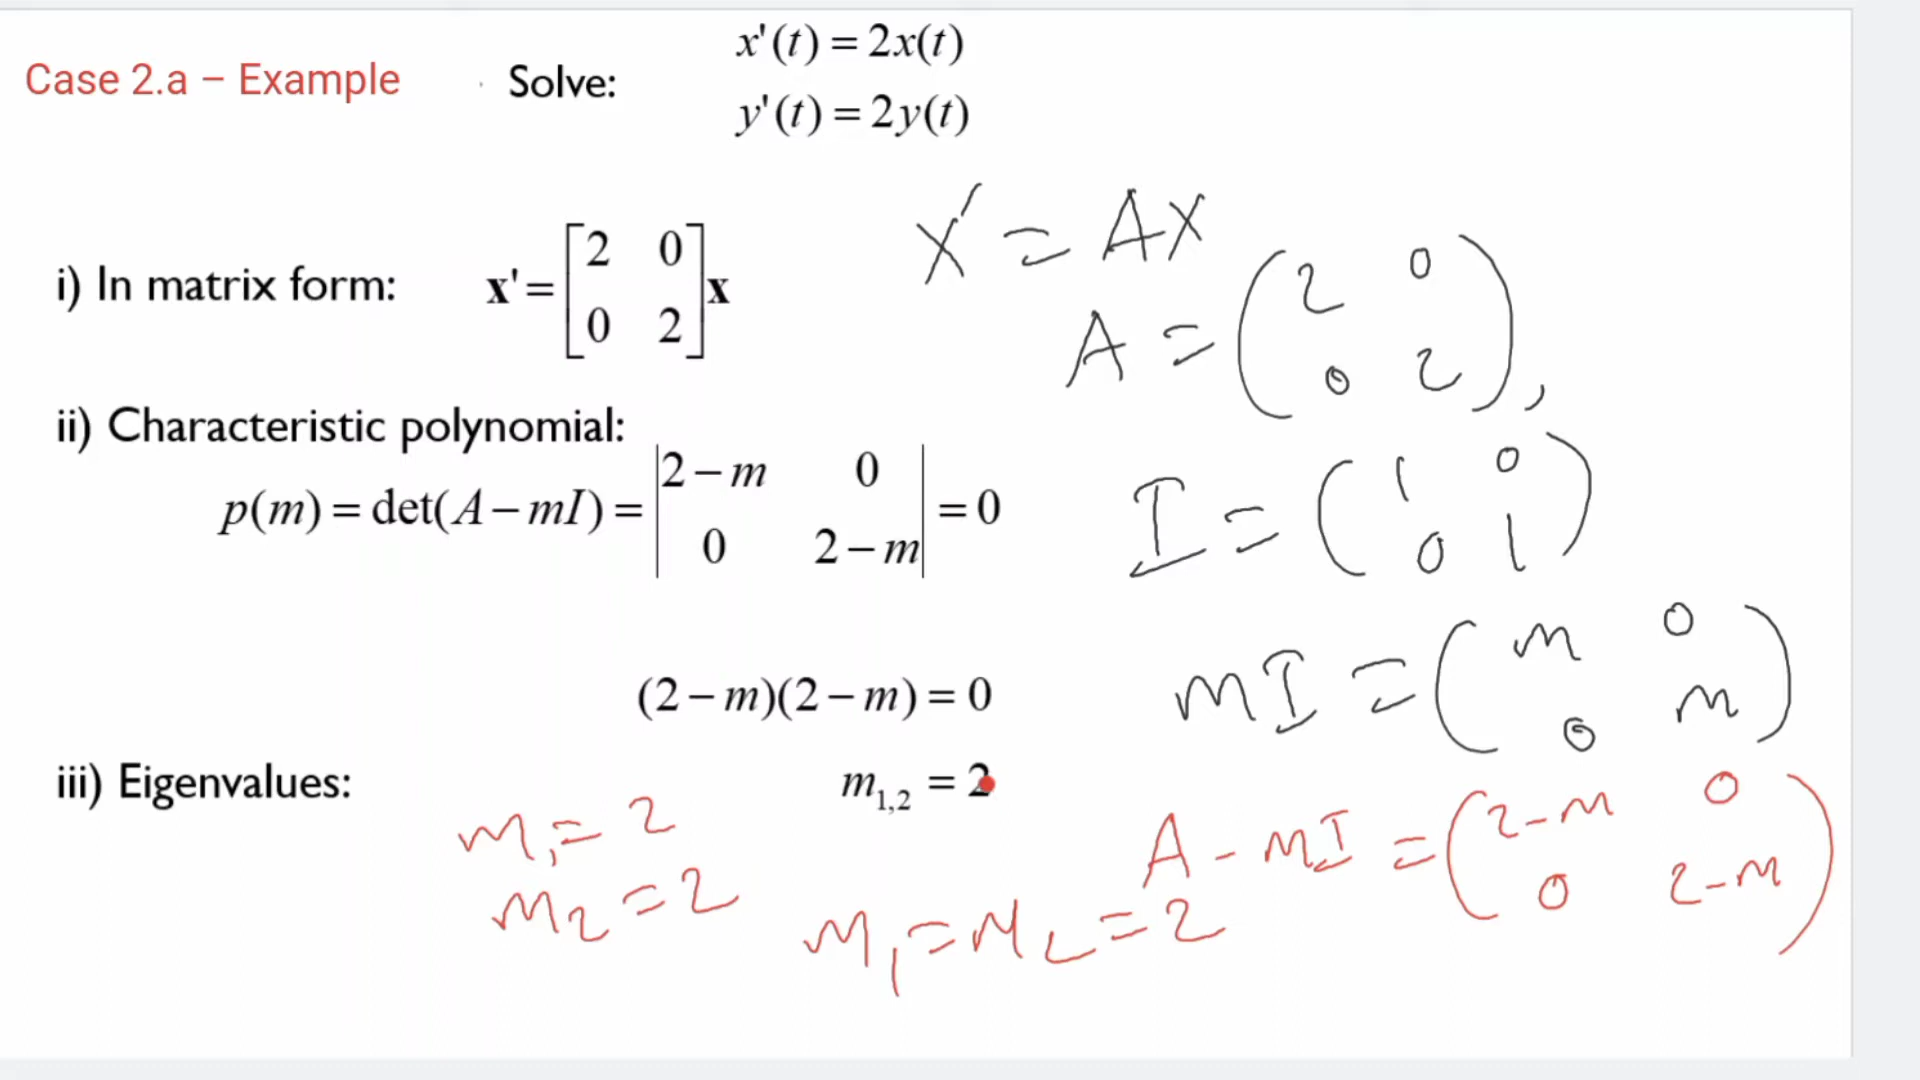 x'(t) = 2x(t)
Case 2.a – Example Solve:
y'(t) = 2y(t)
X' = AX
i) In matrix form: x' = [2 0; 0 2] x
A = (2 0; 0 2),
ii) Characteristic polynomial:
p(m) = det(A – mI) = |2 – m 0; 0 2 – m| = 0
I = (1 0; 0 1)
(2 – m)(2 – m) = 0
mI = (m 0; 0 m)
iii) Eigenvalues: m1,2 = 2
m1 = 2
m2 = 2
m1 = m2 = 2
A - mI = (2-m 0; 0 2-m)